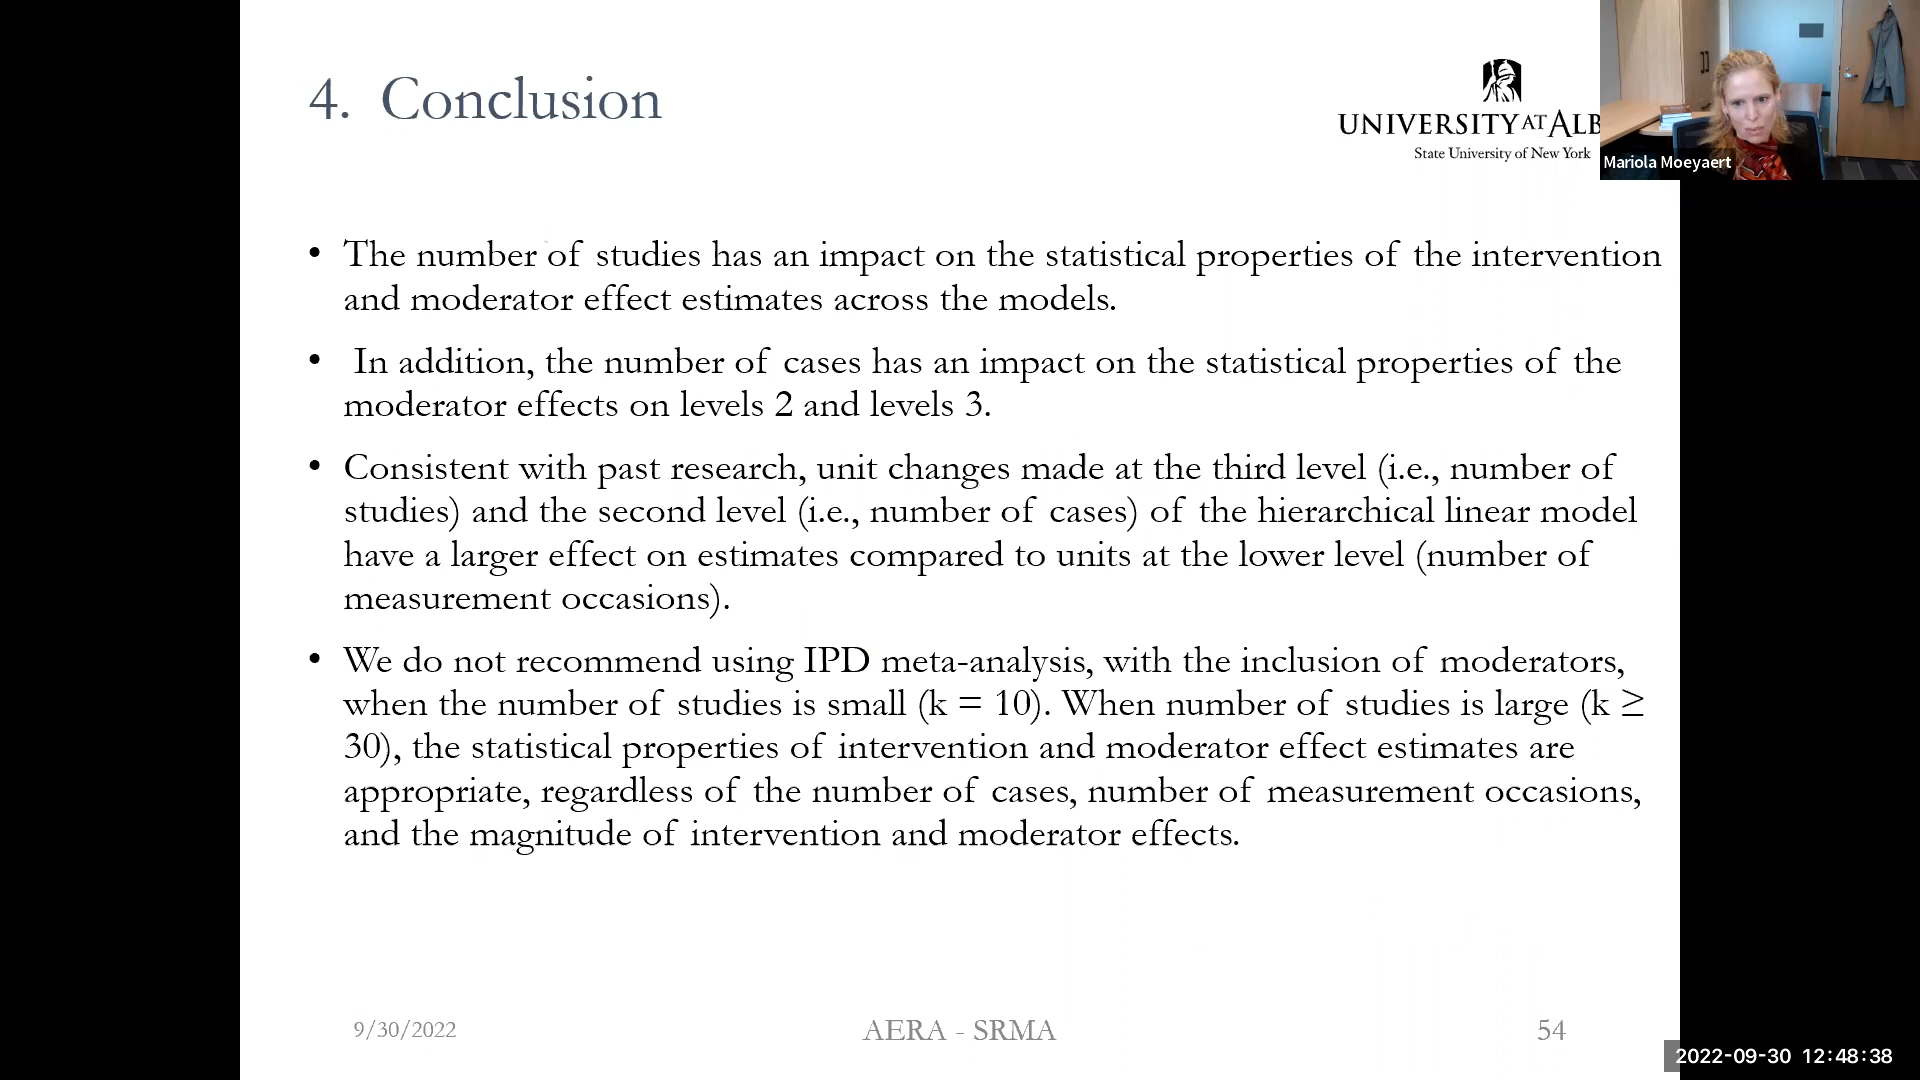 4. Conclusion
UNIVERSITY AT ALB
State University of New York
Mariola Moeyaert
• The number of studies has an impact on the statistical properties of the intervention
and moderator effect estimates across the models.
• In addition, the number of cases has an impact on the statistical properties of the
moderator effects on levels 2 and levels 3.
• Consistent with past research, unit changes made at the third level (i.e., number of
studies) and the second level (i.e., number of cases) of the hierarchical linear model
have a larger effect on estimates compared to units at the lower level (number of
measurement occasions).
• We do not recommend using IPD meta-analysis, with the inclusion of moderators,
when the number of studies is small (k = 10). When number of studies is large (k ≥
30), the statistical properties of intervention and moderator effect estimates are
appropriate, regardless of the number of cases, number of measurement occasions,
and the magnitude of intervention and moderator effects.
9/30/2022
AERA - SRMA
54
2022-09-30 12:48:38